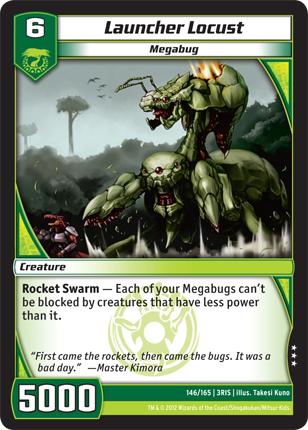 6
Launcher Locust
Megabug
Creature
Rocket Swarm — Each of your Megabugs can't
be blocked by creatures that have less power
than it.
"First came the rockets, then came the bugs. It was a
bad day." —Master Kimora
5000
146/165 | 3RIS | illus. Takesi Kuno
TM & © 2012 Wizards of the Coast/Shogakukan/Mitsui-Kids.